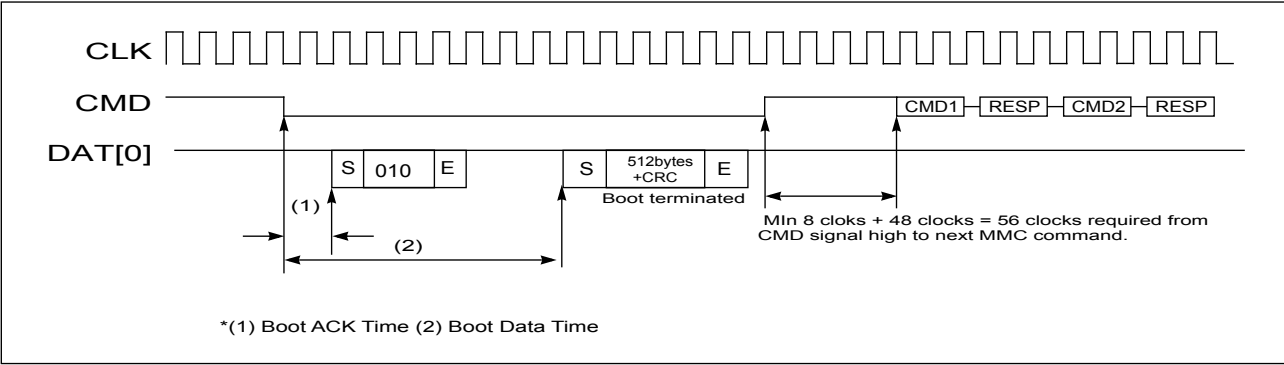 CLK
CMD
CMD1 RESP CMD2 RESP
DAT[0]
S 010 E S 512bytes +CRC E
Boot terminated
(1)
(2)
MIn 8 cloks + 48 clocks = 56 clocks required from
CMD signal high to next MMC command.
*(1) Boot ACK Time (2) Boot Data Time